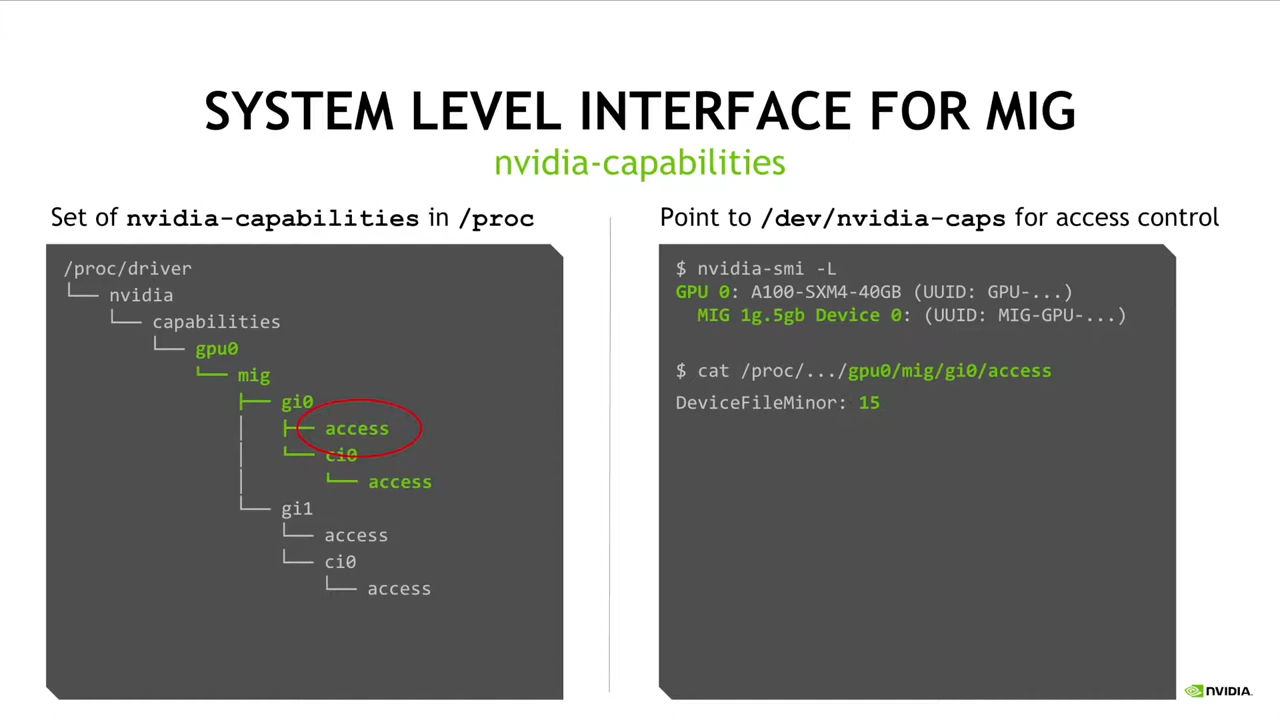 SYSTEM LEVEL INTERFACE FOR MIG
nvidia-capabilities
Set of nvidia-capabilities in /proc
/proc/driver
└── nvidia
└── capabilities
└── gpu0
└── mig
├── gi0
│ ├── access
│ └── ci0
│ └── access
└── gi1
└── access
└── ci0
└── access
Point to /dev/nvidia-caps for access control
$ nvidia-smi -L
GPU 0: A100-SXM4-40GB (UUID: GPU-...)
MIG 1g.5gb Device 0: (UUID: MIG-GPU-...)
$ cat /proc/.../gpu0/mig/gi0/access
DeviceFileMinor: 15
NVIDIA.